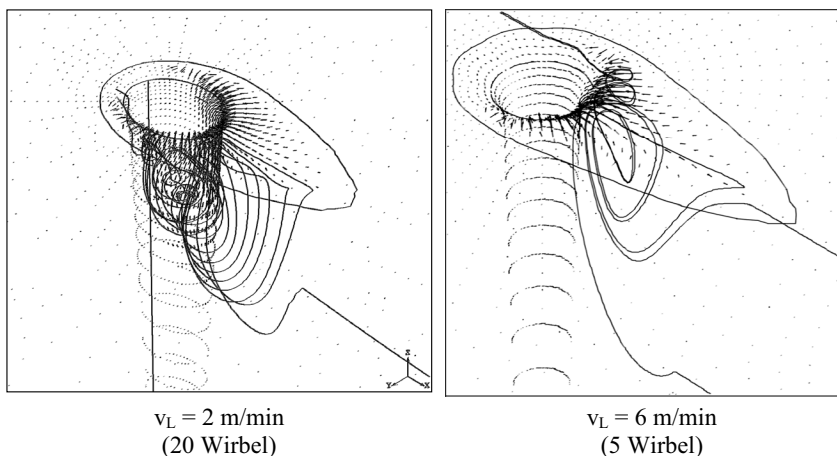 Z
Y X
v_L = 2 m/min
(20 Wirbel)
v_L = 6 m/min
(5 Wirbel)